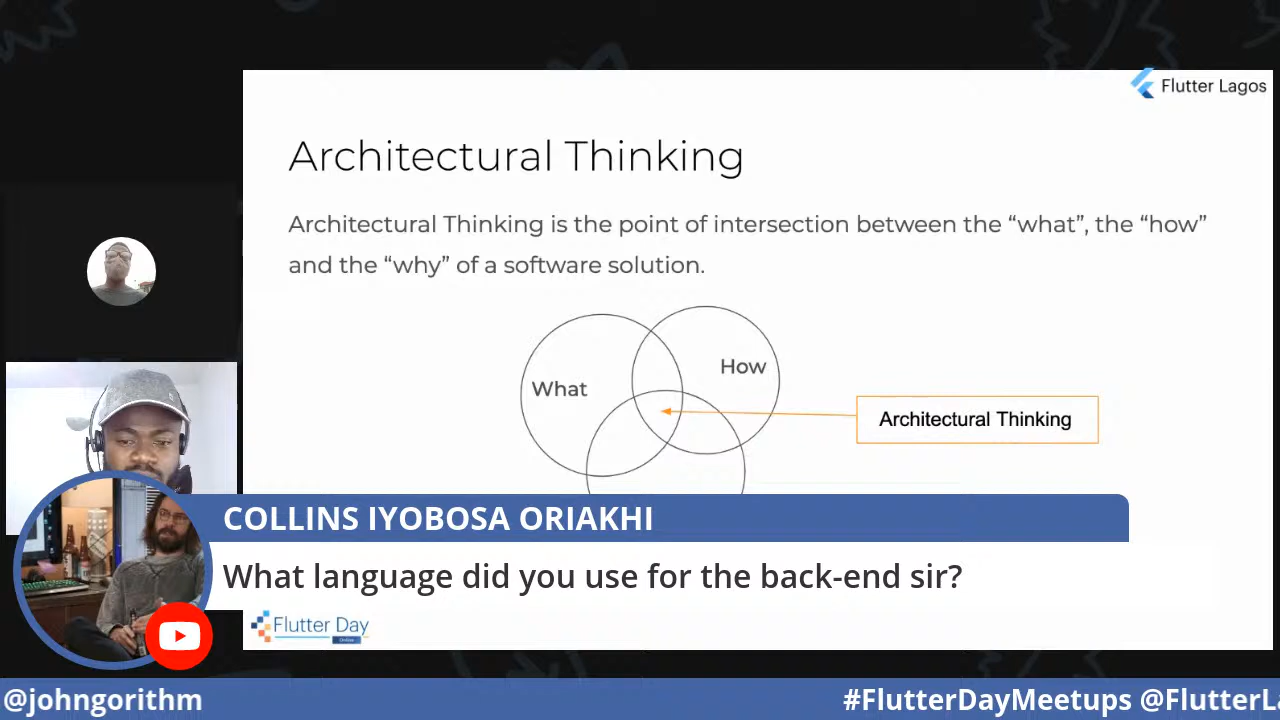 Flutter Lagos
Architectural Thinking
Architectural Thinking is the point of intersection between the “what”, the “how”
and the “why” of a software solution.
What
How
Architectural Thinking
COLLINS IYOBOSA ORIAKHI
What language did you use for the back-end sir?
Flutter Day
@johngorithm
#FlutterDayMeetups @FlutterLa